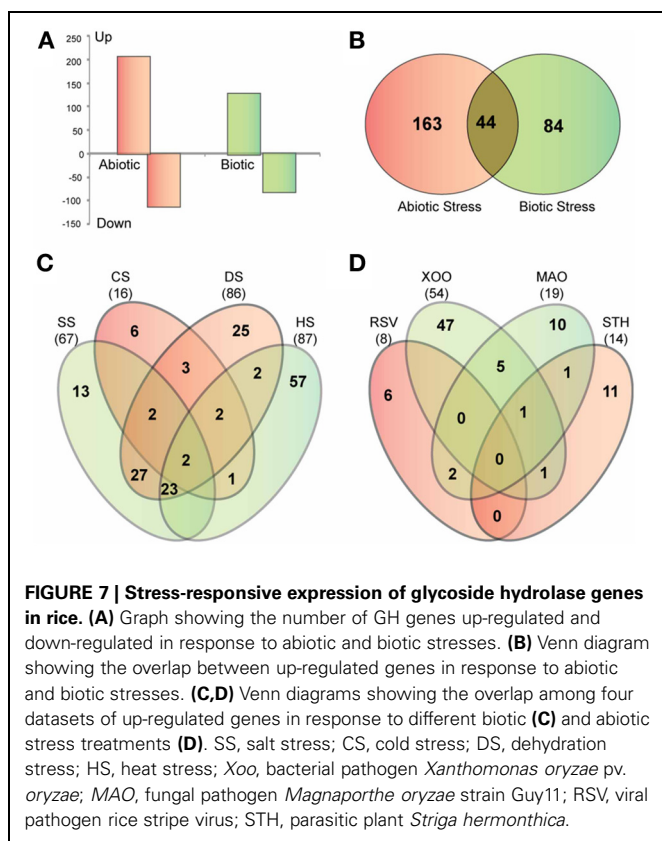 A
250
Up
200
150
100
50
0
Abiotic
Biotic
-50
-100
-150
Down
B
163
44
84
Abiotic Stress
Biotic Stress
C
CS
(16)
DS
(86)
SS
(67)
HS
(87)
6
25
3
2
57
13
2
2
2
27
23
1
D
XOO
(54)
MAO
(19)
RSV
(8)
STH
(14)
47
10
5
1
6
11
0
1
0
2
1
0
FIGURE 7 | Stress-responsive expression of glycoside hydrolase genes
in rice. (A) Graph showing the number of GH genes up-regulated and
down-regulated in response to abiotic and biotic stresses. (B) Venn diagram
showing the overlap between up-regulated genes in response to abiotic
and biotic stresses. (C,D) Venn diagrams showing the overlap among four
datasets of up-regulated genes in response to different biotic (C) and abiotic
stress treatments (D). SS, salt stress; CS, cold stress; DS, dehydration
stress; HS, heat stress; Xoo, bacterial pathogen Xanthomonas oryzae pv.
oryzae; MAO, fungal pathogen Magnaporthe oryzae strain Guy11; RSV, viral
pathogen rice stripe virus; STH, parasitic plant Striga hermonthica.